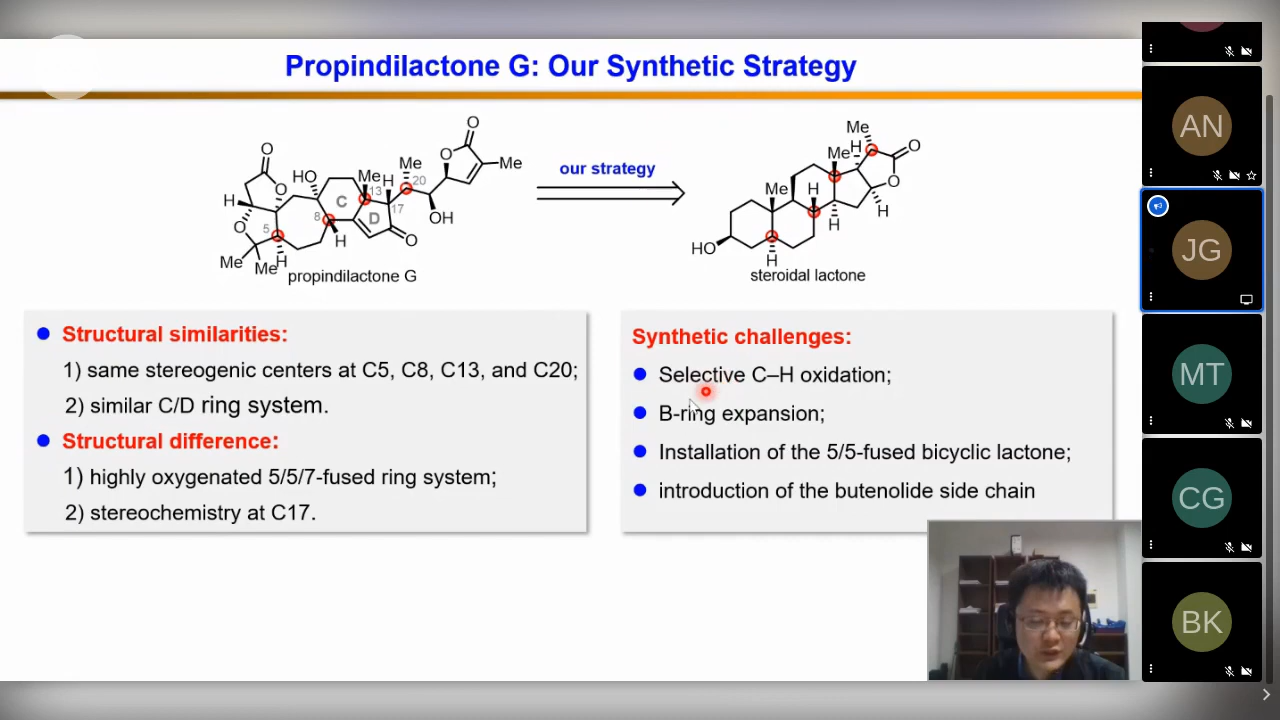 Propindilactone G: Our Synthetic Strategy
O
O
HO
Me
H
Me
20
O
O
Me
H
O
5
8
C
13
D
17
OH
H
O
Me
Me
H
propindilactone G
our strategy
Me
H
O
Me
O
Me
H
H
H
HO
H
steroidal lactone
Structural similarities:
1) same stereogenic centers at C5, C8, C13, and C20;
2) similar C/D ring system.
Structural difference:
1) highly oxygenated 5/5/7-fused ring system;
2) stereochemistry at C17.
Synthetic challenges:
Selective C–H oxidation;
B-ring expansion;
Installation of the 5/5-fused bicyclic lactone;
introduction of the butenolide side chain
AN
JG
MT
CG
BK